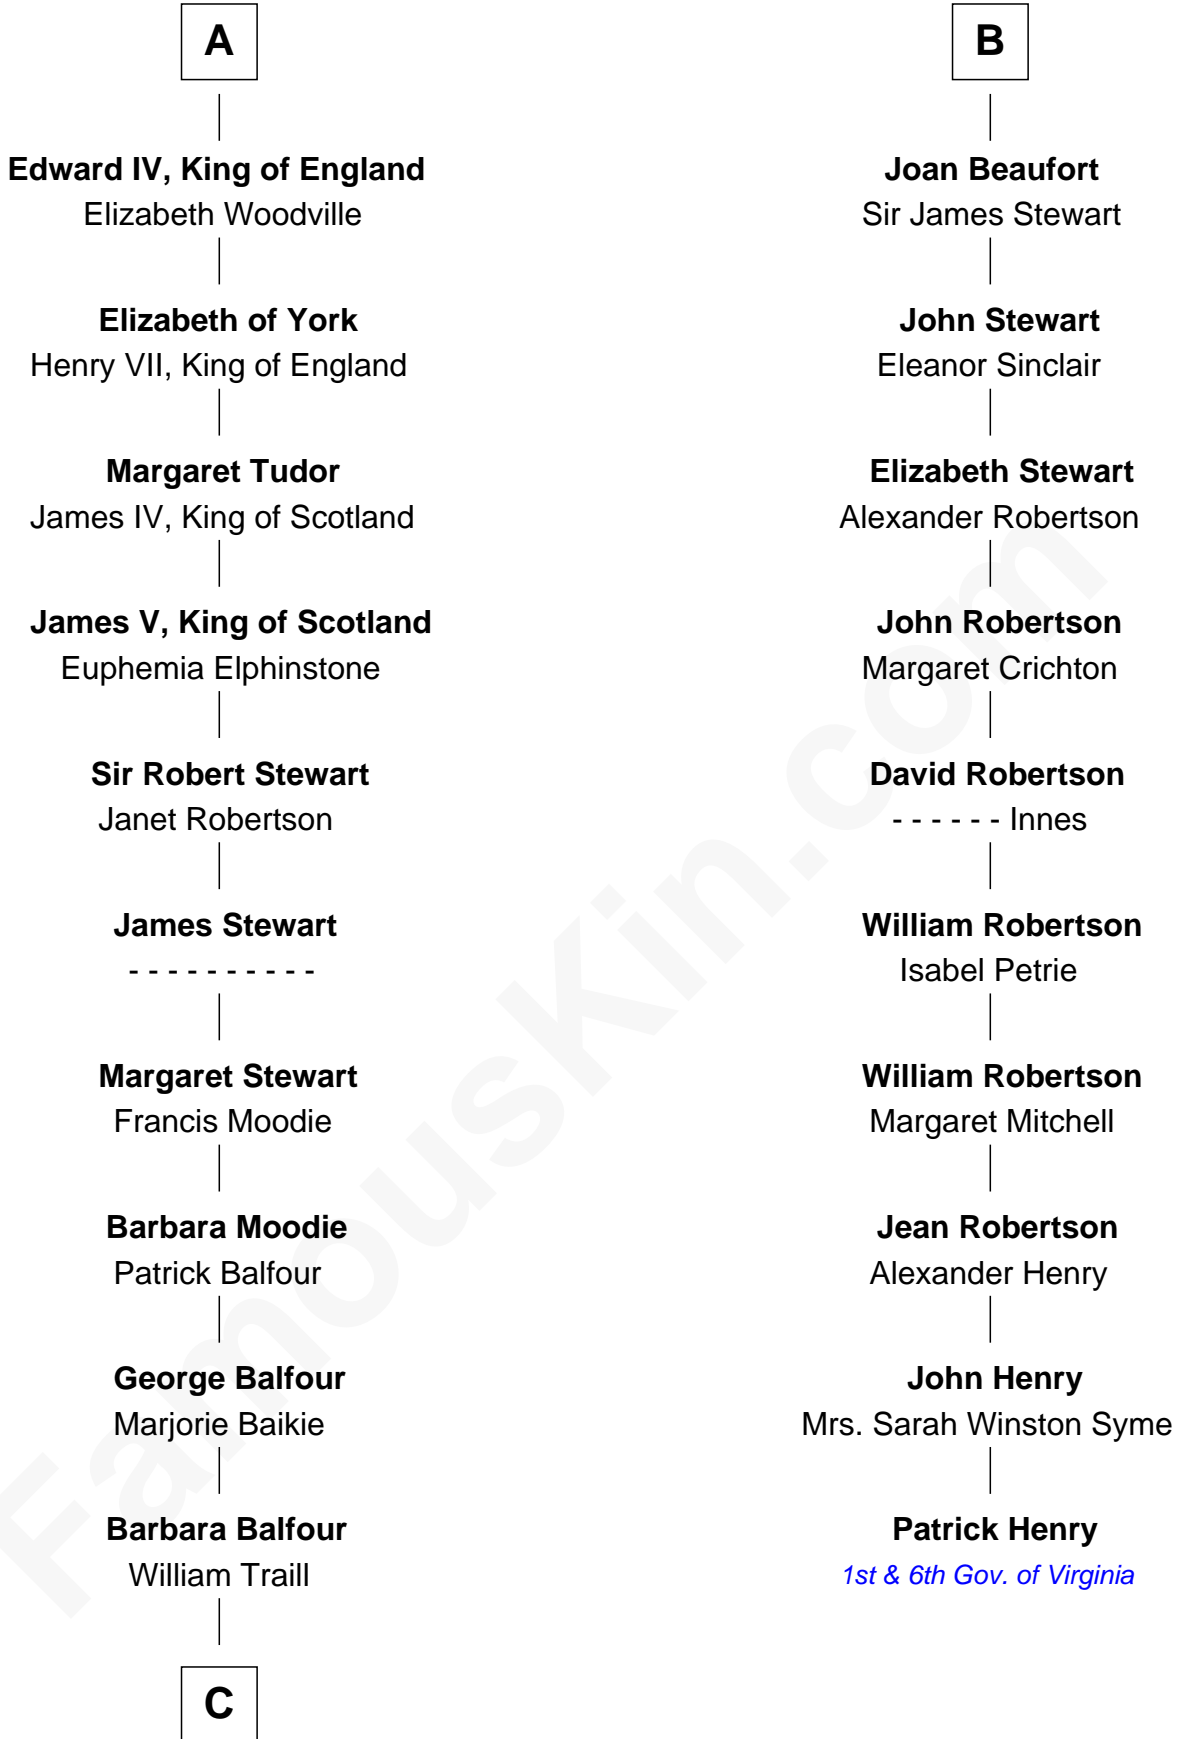 A
Edward IV, King of England
Elizabeth Woodville
Elizabeth of York
Henry VII, King of England
Margaret Tudor
James IV, King of Scotland
James V, King of Scotland
Euphemia Elphinstone
Sir Robert Stewart
Janet Robertson
James Stewart
- - - - - - - - - -
Margaret Stewart
Francis Moodie
Barbara Moodie
Patrick Balfour
George Balfour
Marjorie Baikie
Barbara Balfour
William Traill
C
B
Joan Beaufort
Sir James Stewart
John Stewart
Eleanor Sinclair
Elizabeth Stewart
Alexander Robertson
John Robertson
Margaret Crichton
David Robertson
- - - - - - Innes
William Robertson
Isabel Petrie
William Robertson
Margaret Mitchell
Jean Robertson
Alexander Henry
John Henry
Mrs. Sarah Winston Syme
Patrick Henry
1st & 6th Gov. of Virginia
FamousKin.com